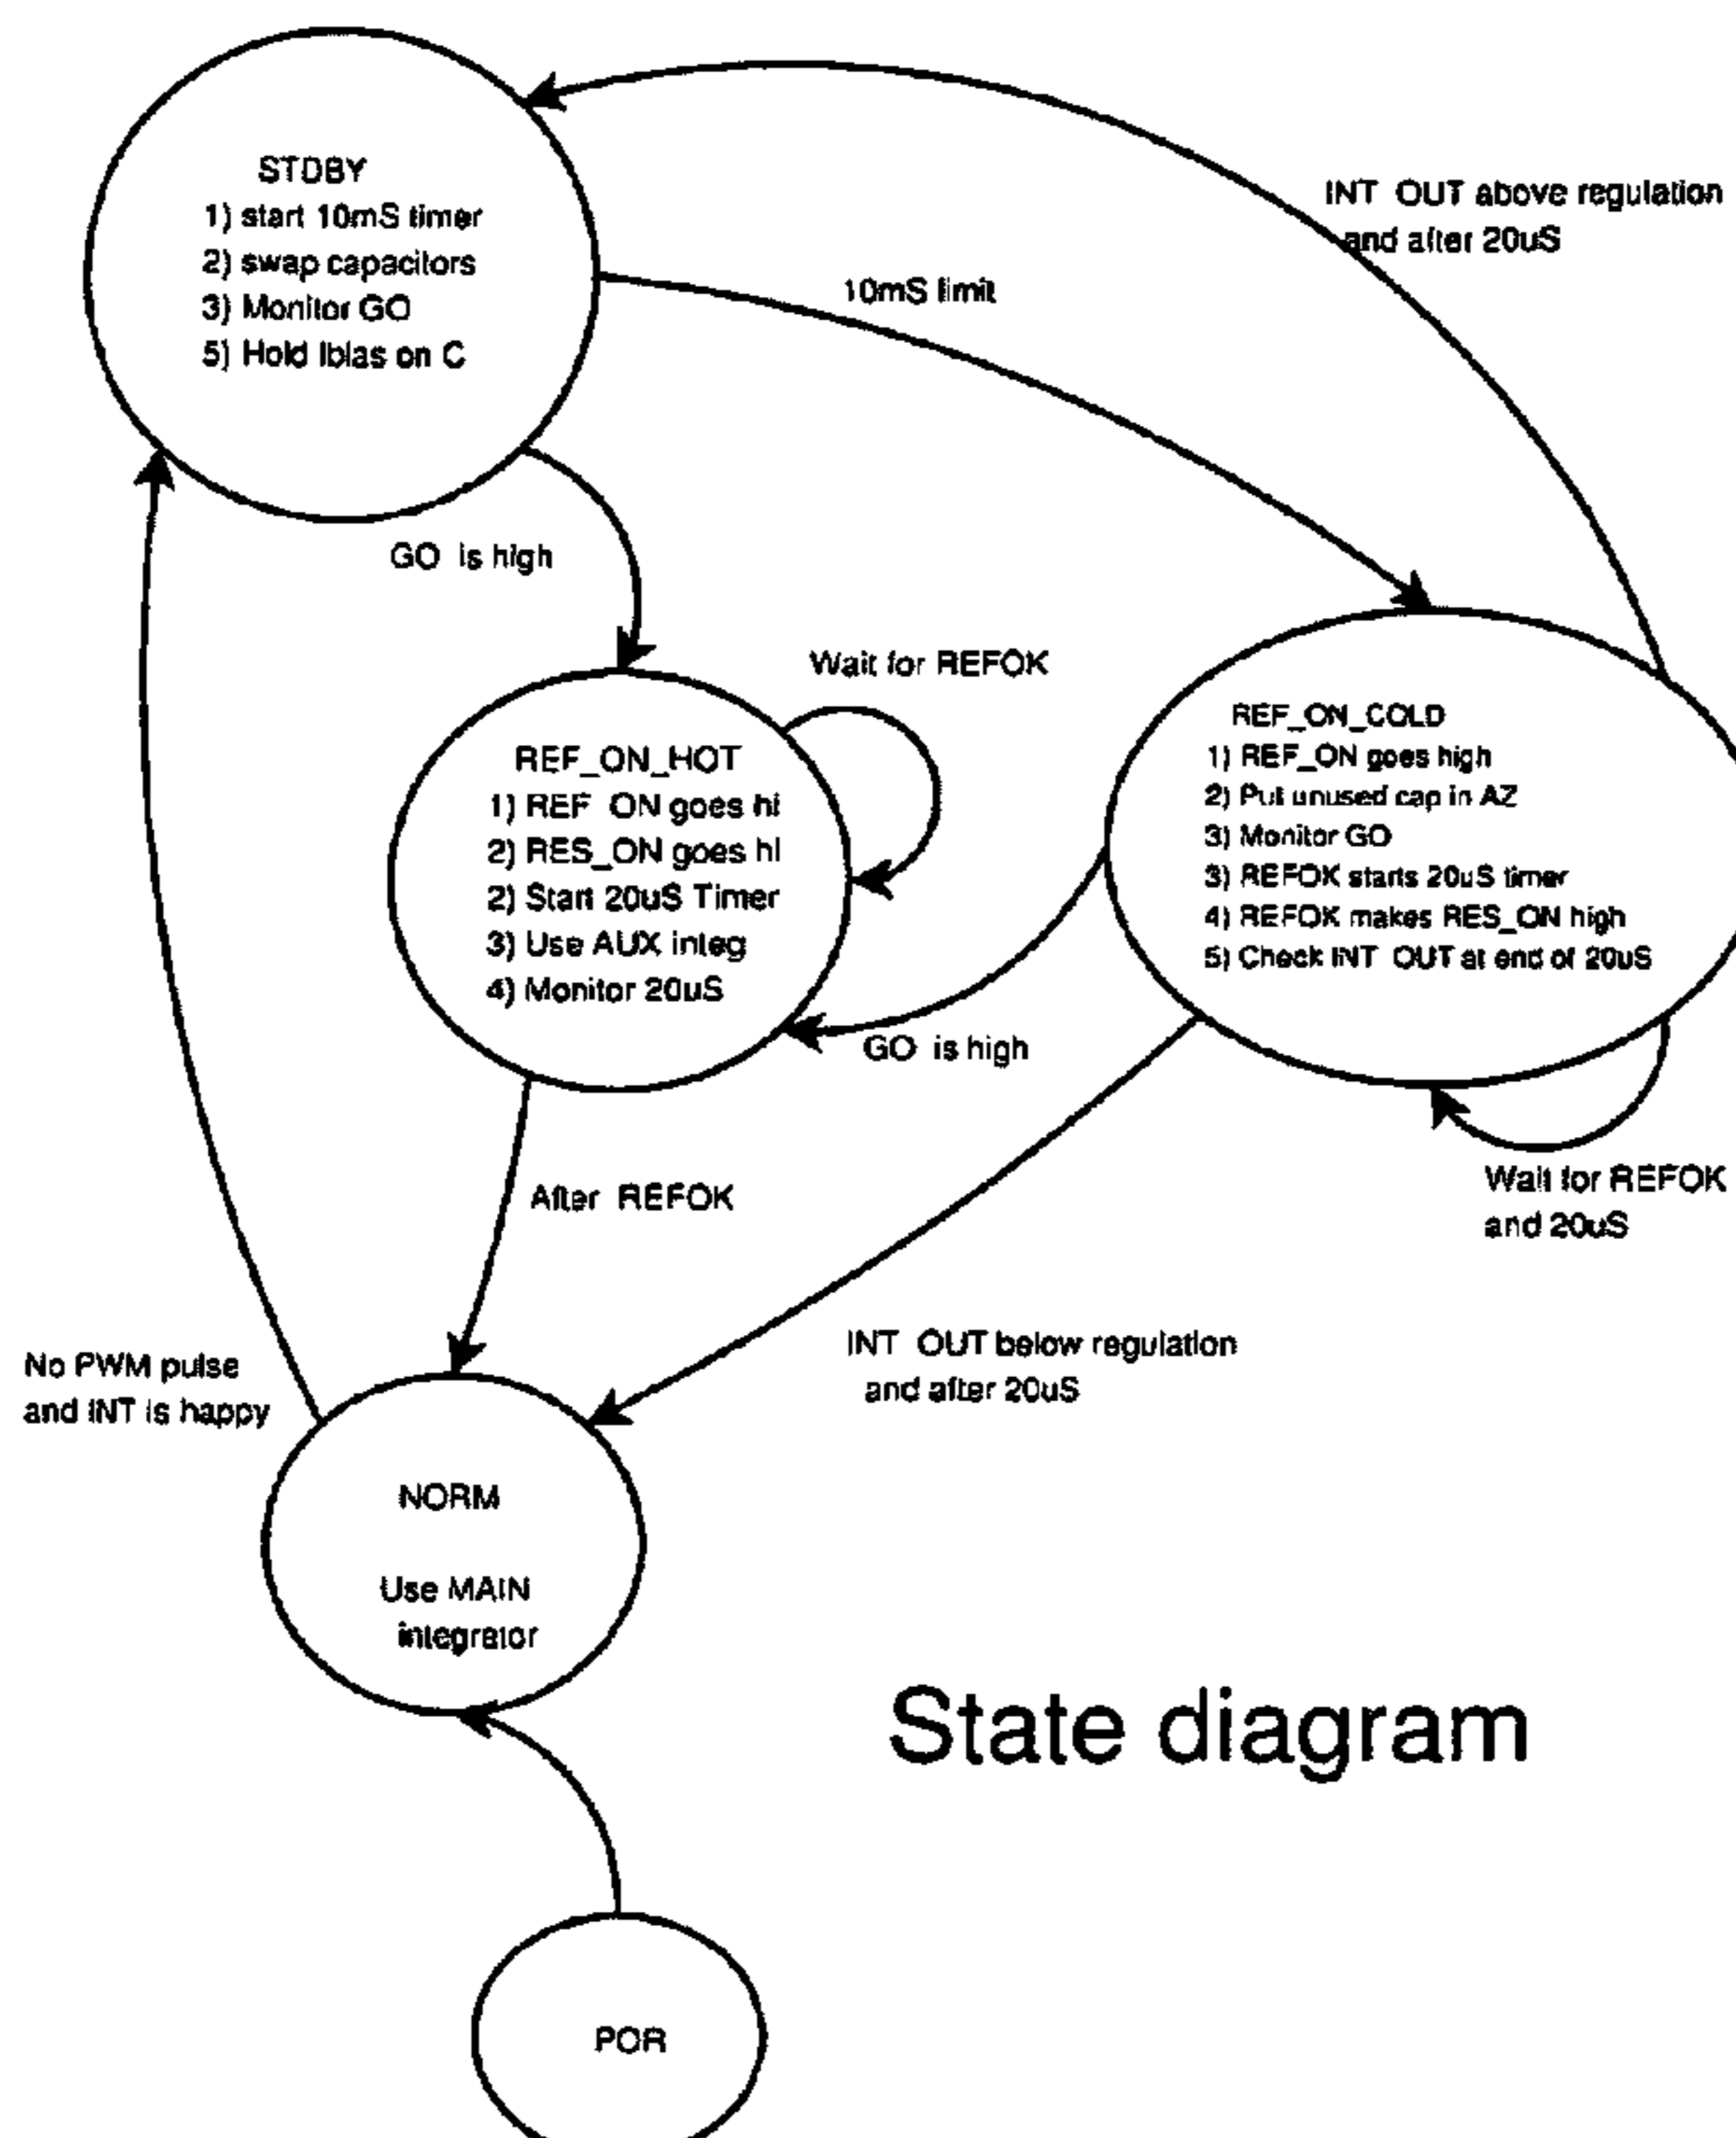 STDBY
1) start 10mS timer
2) swap capacitors
3) Monitor GO
5) Hold Ibias on C
INT OUT above regulation
and after 20uS
10mS limit
GO is high
Wait for REFOK
REF_ON_HOT
1) REF ON goes hi
2) RES_ON goes hi
2) Start 20uS Timer
3) Use AUX integ
4) Monitor 20uS
REF_ON_COLD
1) REF_ON goes high
2) Put unused cap in AZ
3) Monitor GO
3) REFOK starts 20uS timer
4) REFOK makes RES_ON high
5) Check INT OUT at end of 20uS
GO is high
Wait for REFOK
and 20uS
After REFOK
INT OUT below regulation
and after 20uS
No PWM pulse
and INT is happy
NORM
Use MAIN
integrator
State diagram
POR